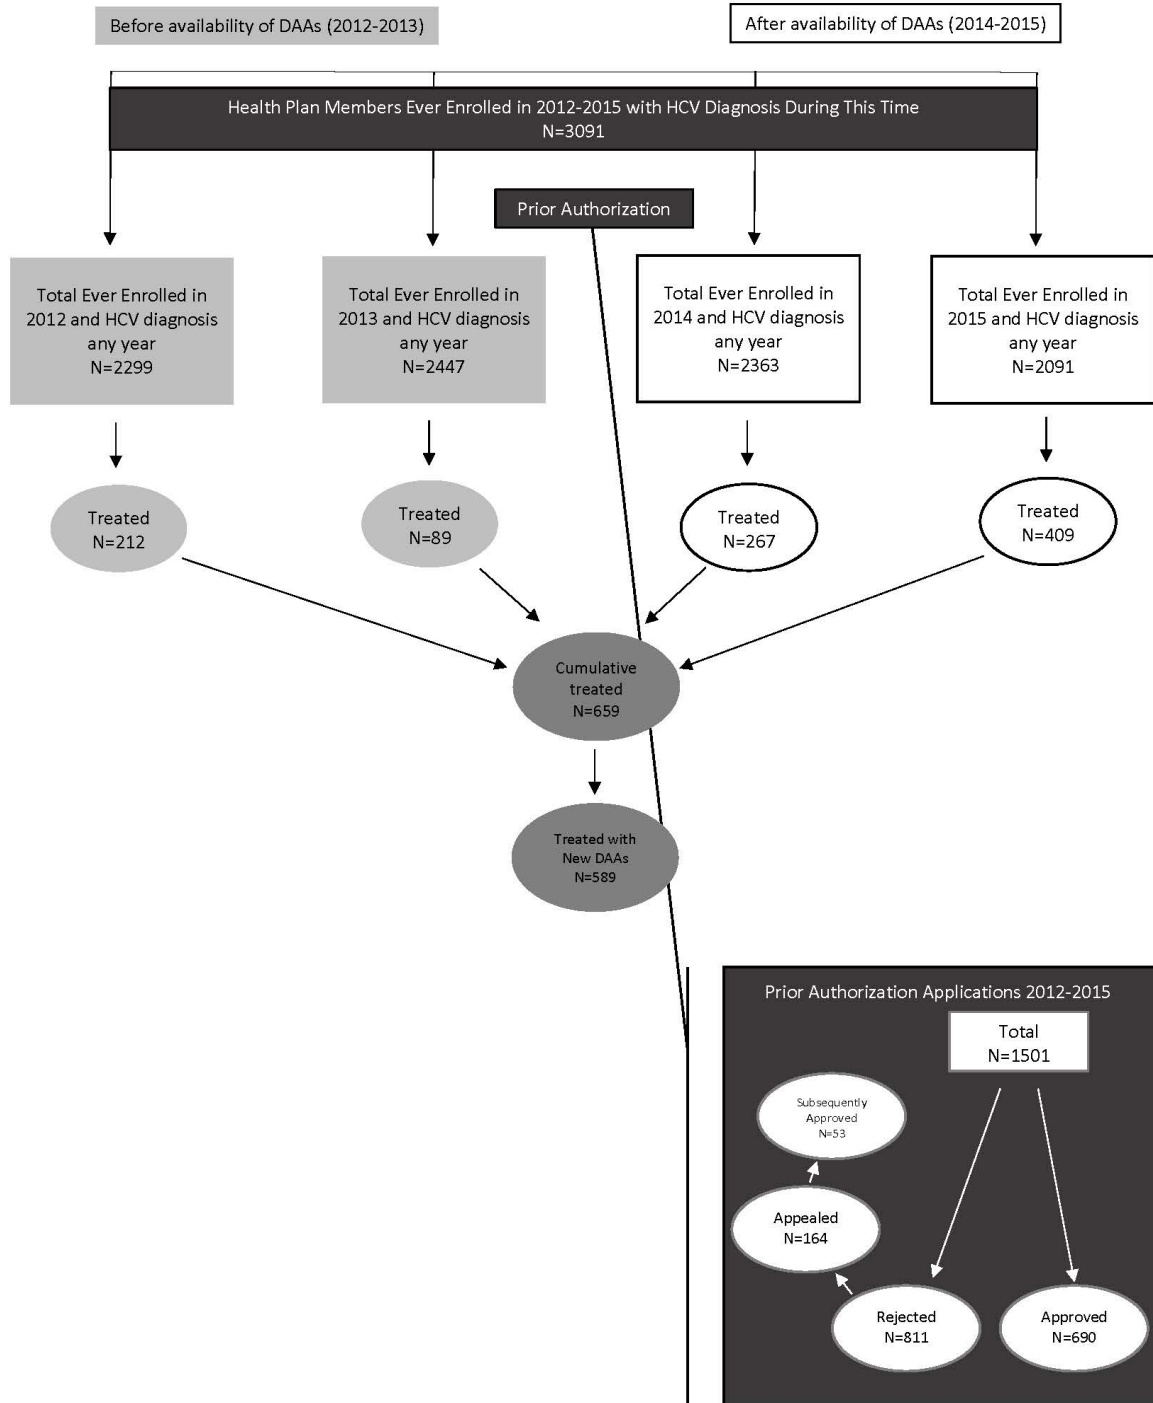 Before availability of DAAs (2012-2013)
After availability of DAAs (2014-2015)
Health Plan Members Ever Enrolled in 2012-2015 with HCV Diagnosis During This Time
N=3091
Prior Authorization
Total Ever Enrolled in
2012 and HCV diagnosis
any year
N=2299
Total Ever Enrolled in
2013 and HCV diagnosis
any year
N=2447
Total Ever Enrolled in
2014 and HCV diagnosis
any year
N=2363
Total Ever Enrolled in
2015 and HCV diagnosis
any year
N=2091
Treated
N=212
Treated
N=89
Treated
N=267
Treated
N=409
Cumulative
treated
N=659
Treated with
New DAAs
N=589
Prior Authorization Applications 2012-2015
Total
N=1501
Subsequently
Approved
N=53
Appealed
N=164
Rejected
N=811
Approved
N=690